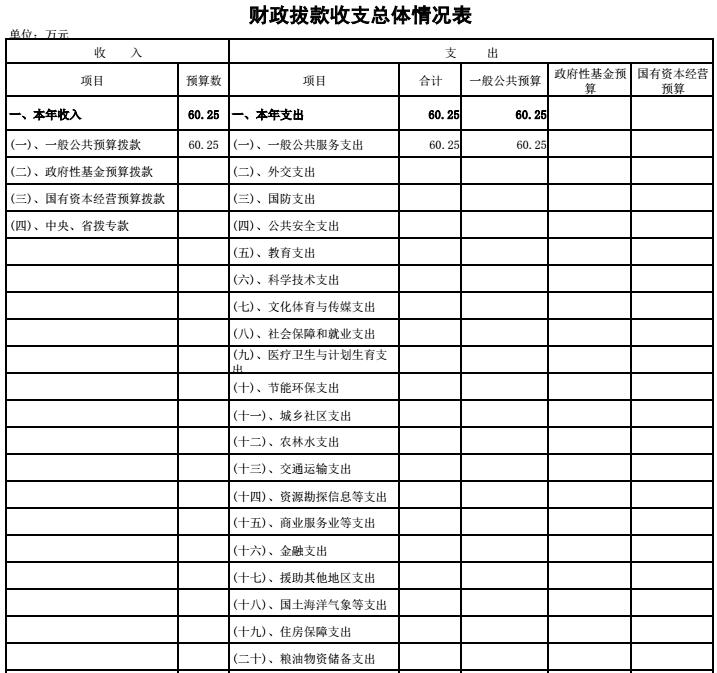 财政拨款收支总体情况表
单位：万元
收 入 支 出
项目 预算数 项目 合计 一般公共预算 政府性基金预算 国有资本经营预算
一、本年收入 60.25 一、本年支出 60.25 60.25
(一)、一般公共预算拨款 60.25 (一)、一般公共服务支出 60.25 60.25
(二)、政府性基金预算拨款 (二)、外交支出
(三)、国有资本经营预算拨款 (三)、国防支出
(四)、中央、省拨专款 (四)、公共安全支出
(五)、教育支出
(六)、科学技术支出
(七)、文化体育与传媒支出
(八)、社会保障和就业支出
(九)、医疗卫生与计划生育支出
(十)、节能环保支出
(十一)、城乡社区支出
(十二)、农林水支出
(十三)、交通运输支出
(十四)、资源勘探信息等支出
(十五)、商业服务业等支出
(十六)、金融支出
(十七)、援助其他地区支出
(十八)、国土海洋气象等支出
(十九)、住房保障支出
(二十)、粮油物资储备支出